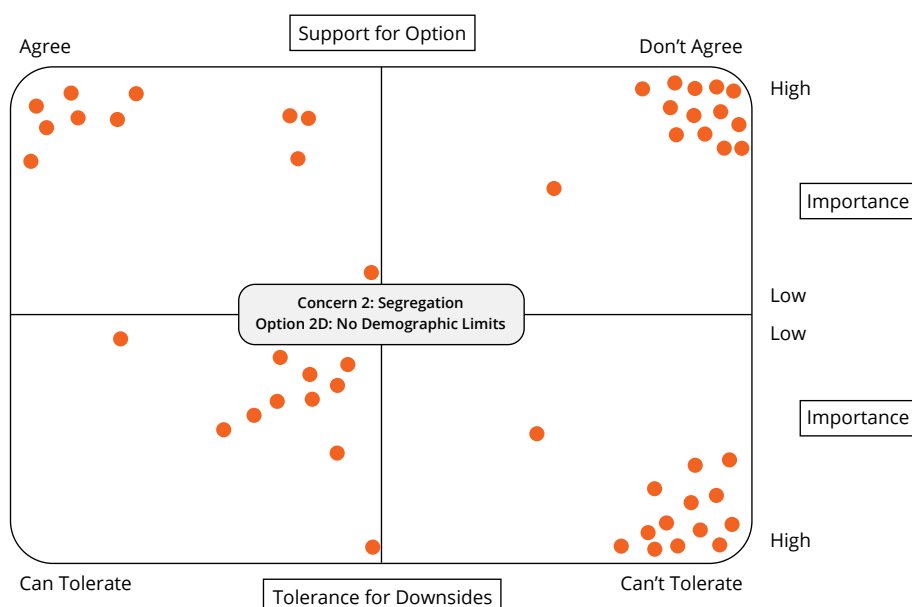 Support for Option
Agree
Don’t Agree
High
Importance
Low
Concern 2: Segregation
Option 2D: No Demographic Limits
Low
Importance
High
Can Tolerate
Can’t Tolerate
Tolerance for Downsides